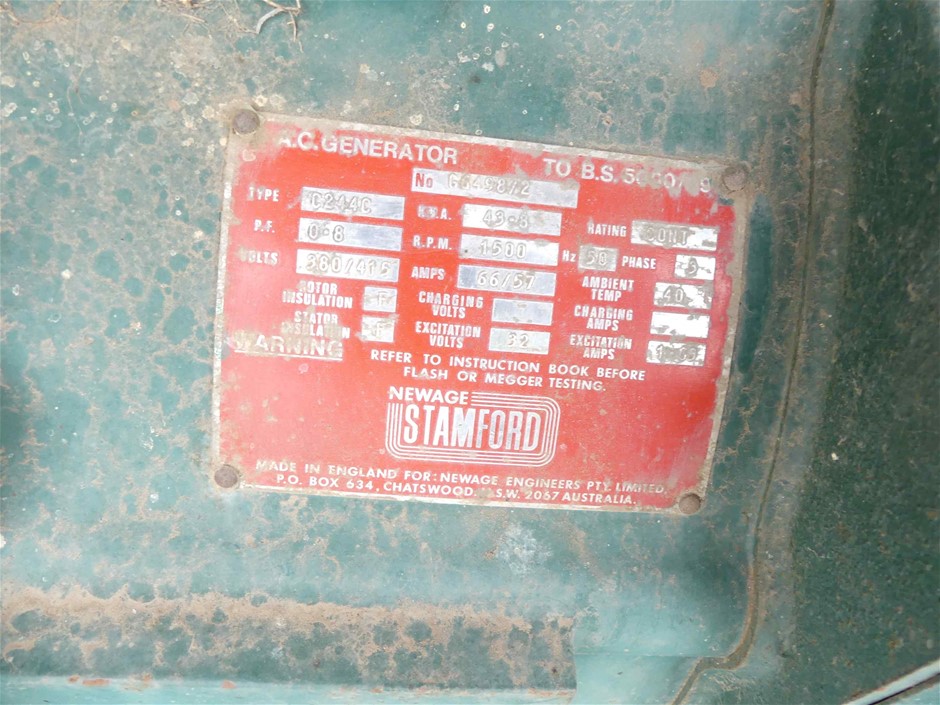 A.C. GENERATOR TO B.S.
No
TYPE C244C K.V.A. 43-8 RATING CONT
P.F. 0-8 R.P.M. 1500 Hz 50 PHASE 3
VOLTS 380/415 AMPS 66/57 AMBIENT TEMP 40
ROTOR INSULATION F CHARGING VOLTS CHARGING AMPS
STATOR INSULATION F EXCITATION VOLTS 32 EXCITATION AMPS
WARNING
REFER TO INSTRUCTION BOOK BEFORE
FLASH OR MEGGER TESTING.
NEWAGE
STAMFORD
MADE IN ENGLAND FOR: NEWAGE ENGINEERS PTY. LIMITED,
P.O. BOX 634, CHATSWOOD. N.S.W. 2067 AUSTRALIA.